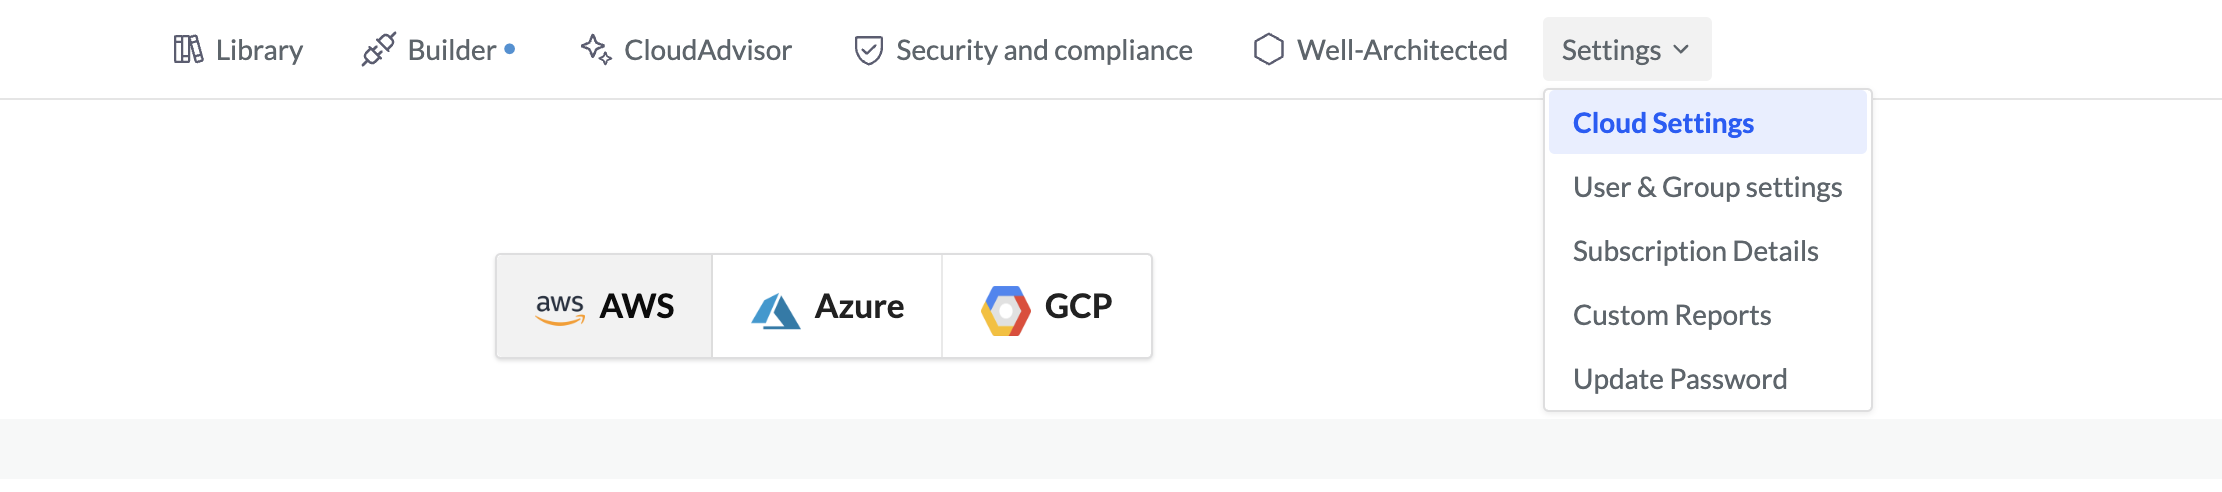 Library Builder CloudAdvisor Security and compliance Well-Architected Settings
Cloud Settings
User & Group settings
Subscription Details
Custom Reports
Update Password
aws AWS Azure GCP